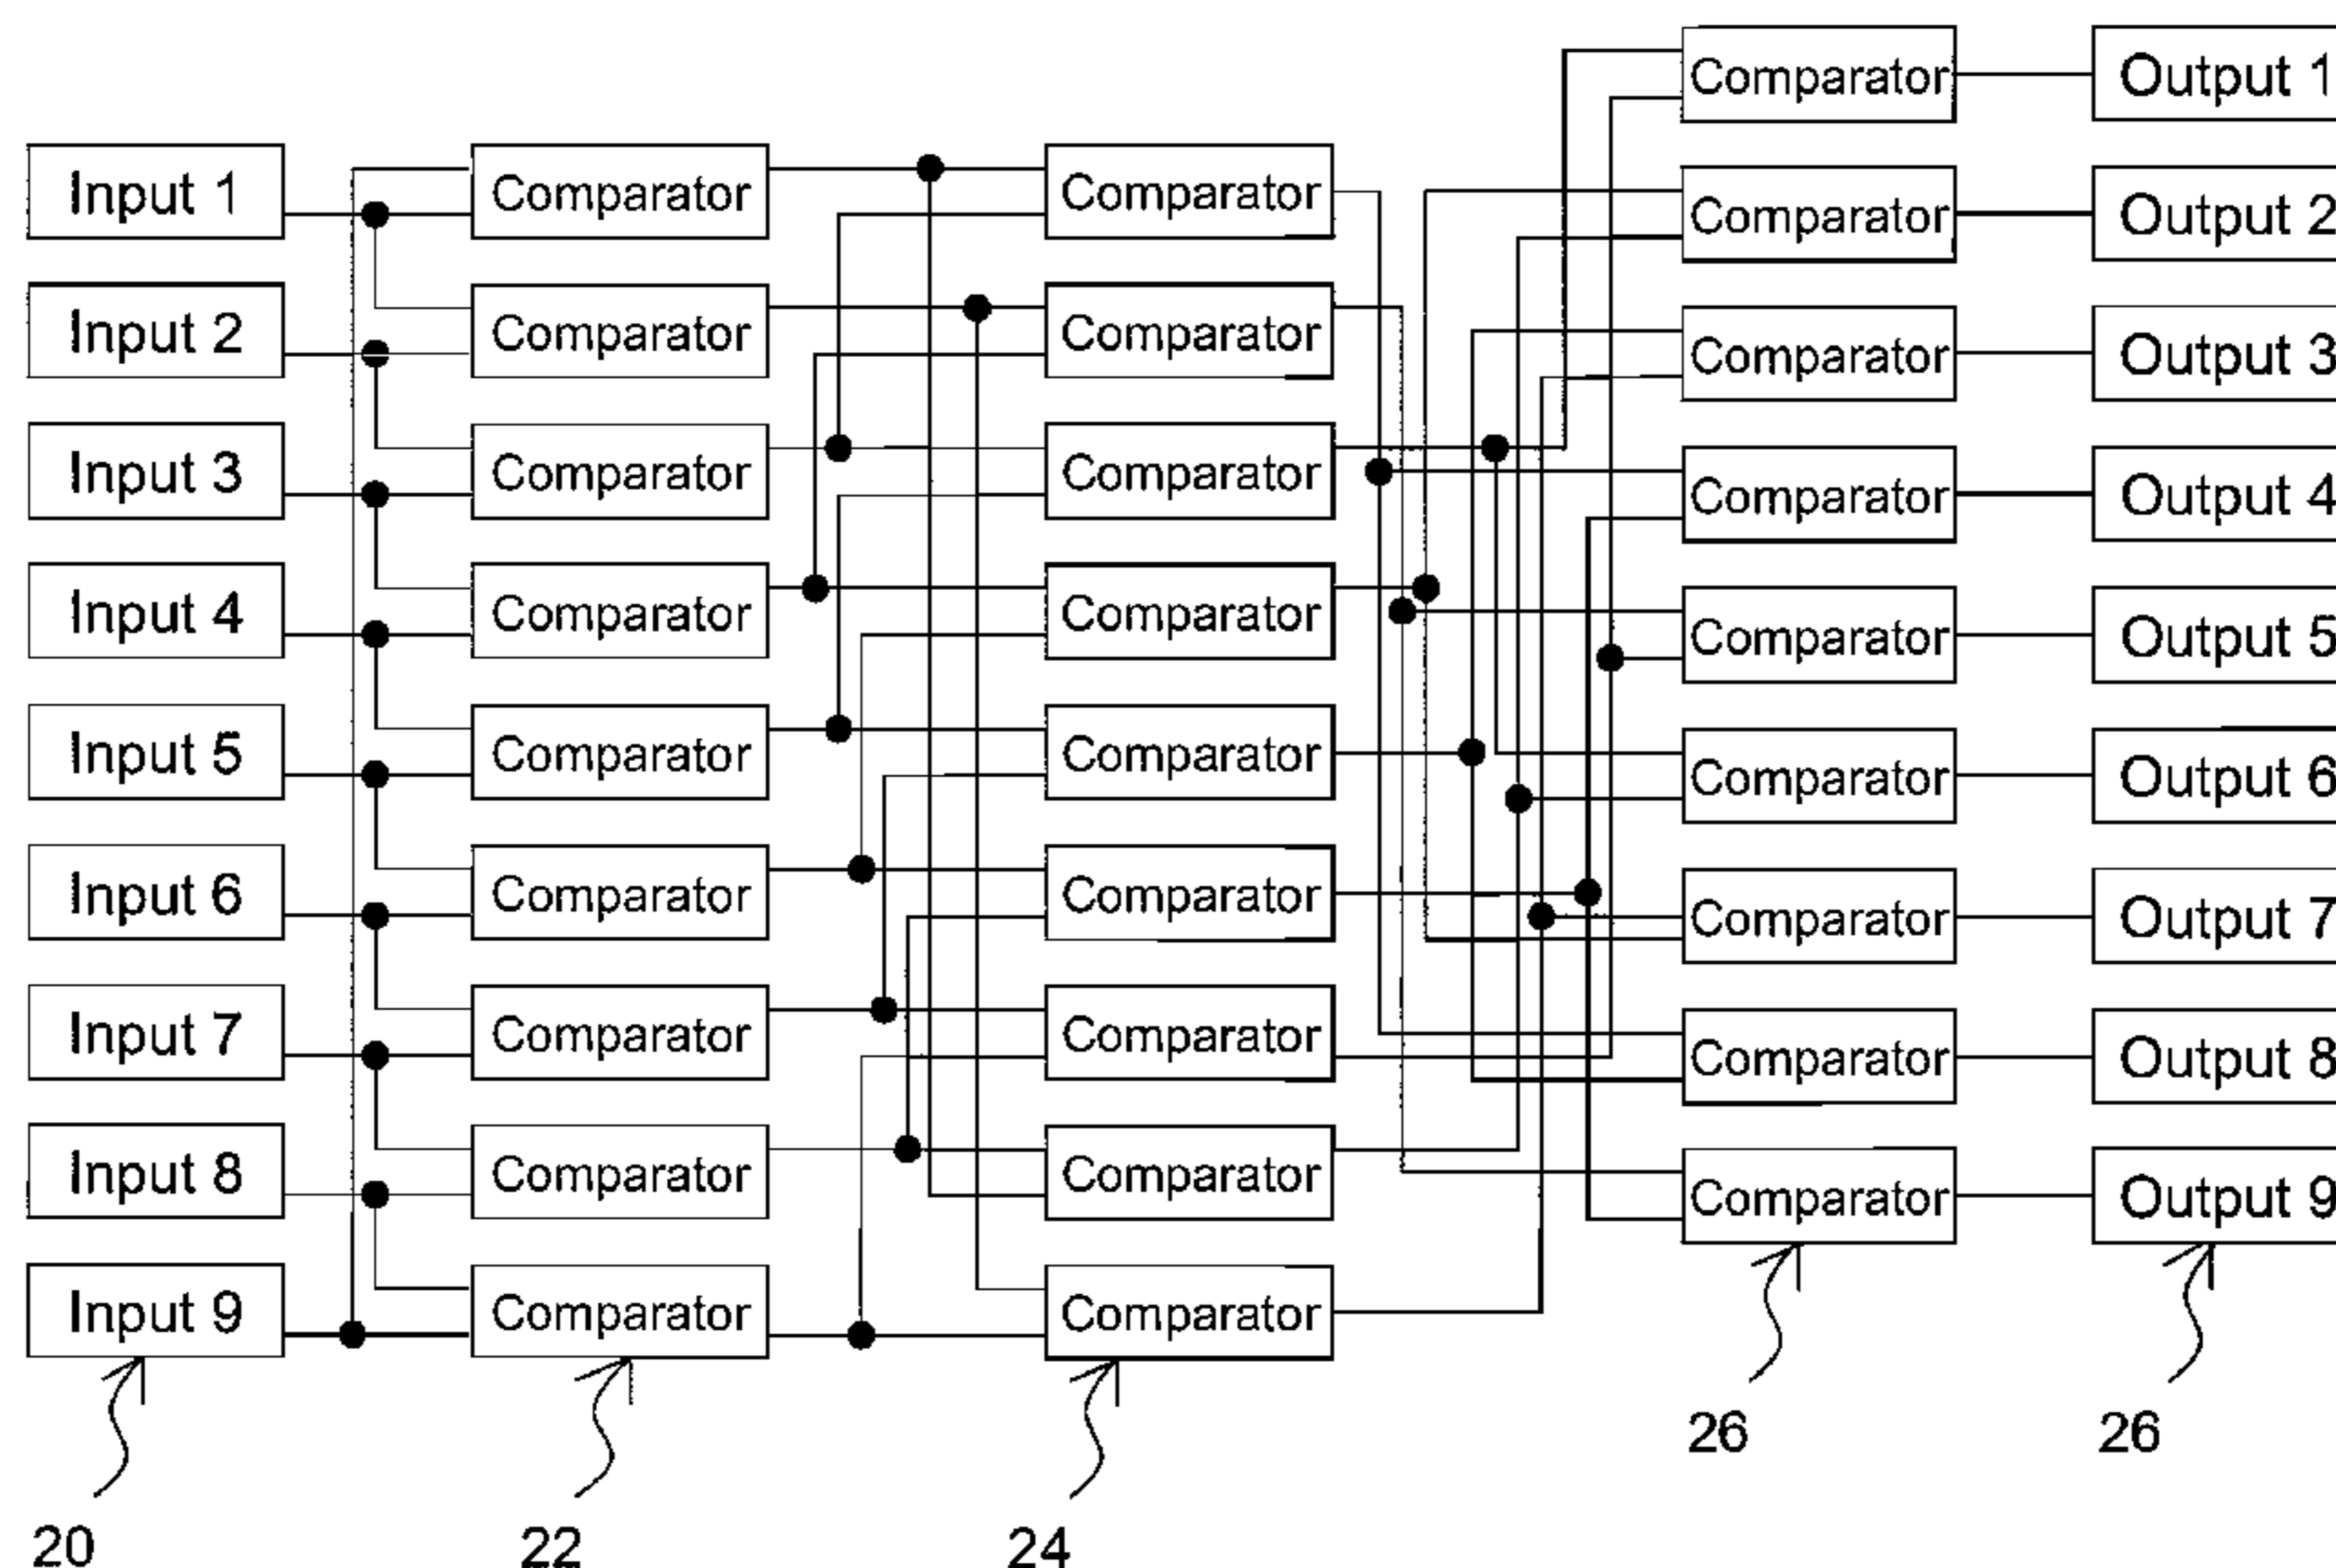 Comparator Output 1
Input 1 Comparator Comparator
Comparator Output 2
Input 2 Comparator Comparator
Comparator Output 3
Input 3 Comparator Comparator
Comparator Output 4
Input 4 Comparator Comparator
Comparator Output 5
Input 5 Comparator Comparator
Comparator Output 6
Input 6 Comparator Comparator
Comparator Output 7
Input 7 Comparator Comparator
Comparator Output 8
Input 8 Comparator Comparator
Comparator Output 9
Input 9 Comparator Comparator
26 26
20 22 24